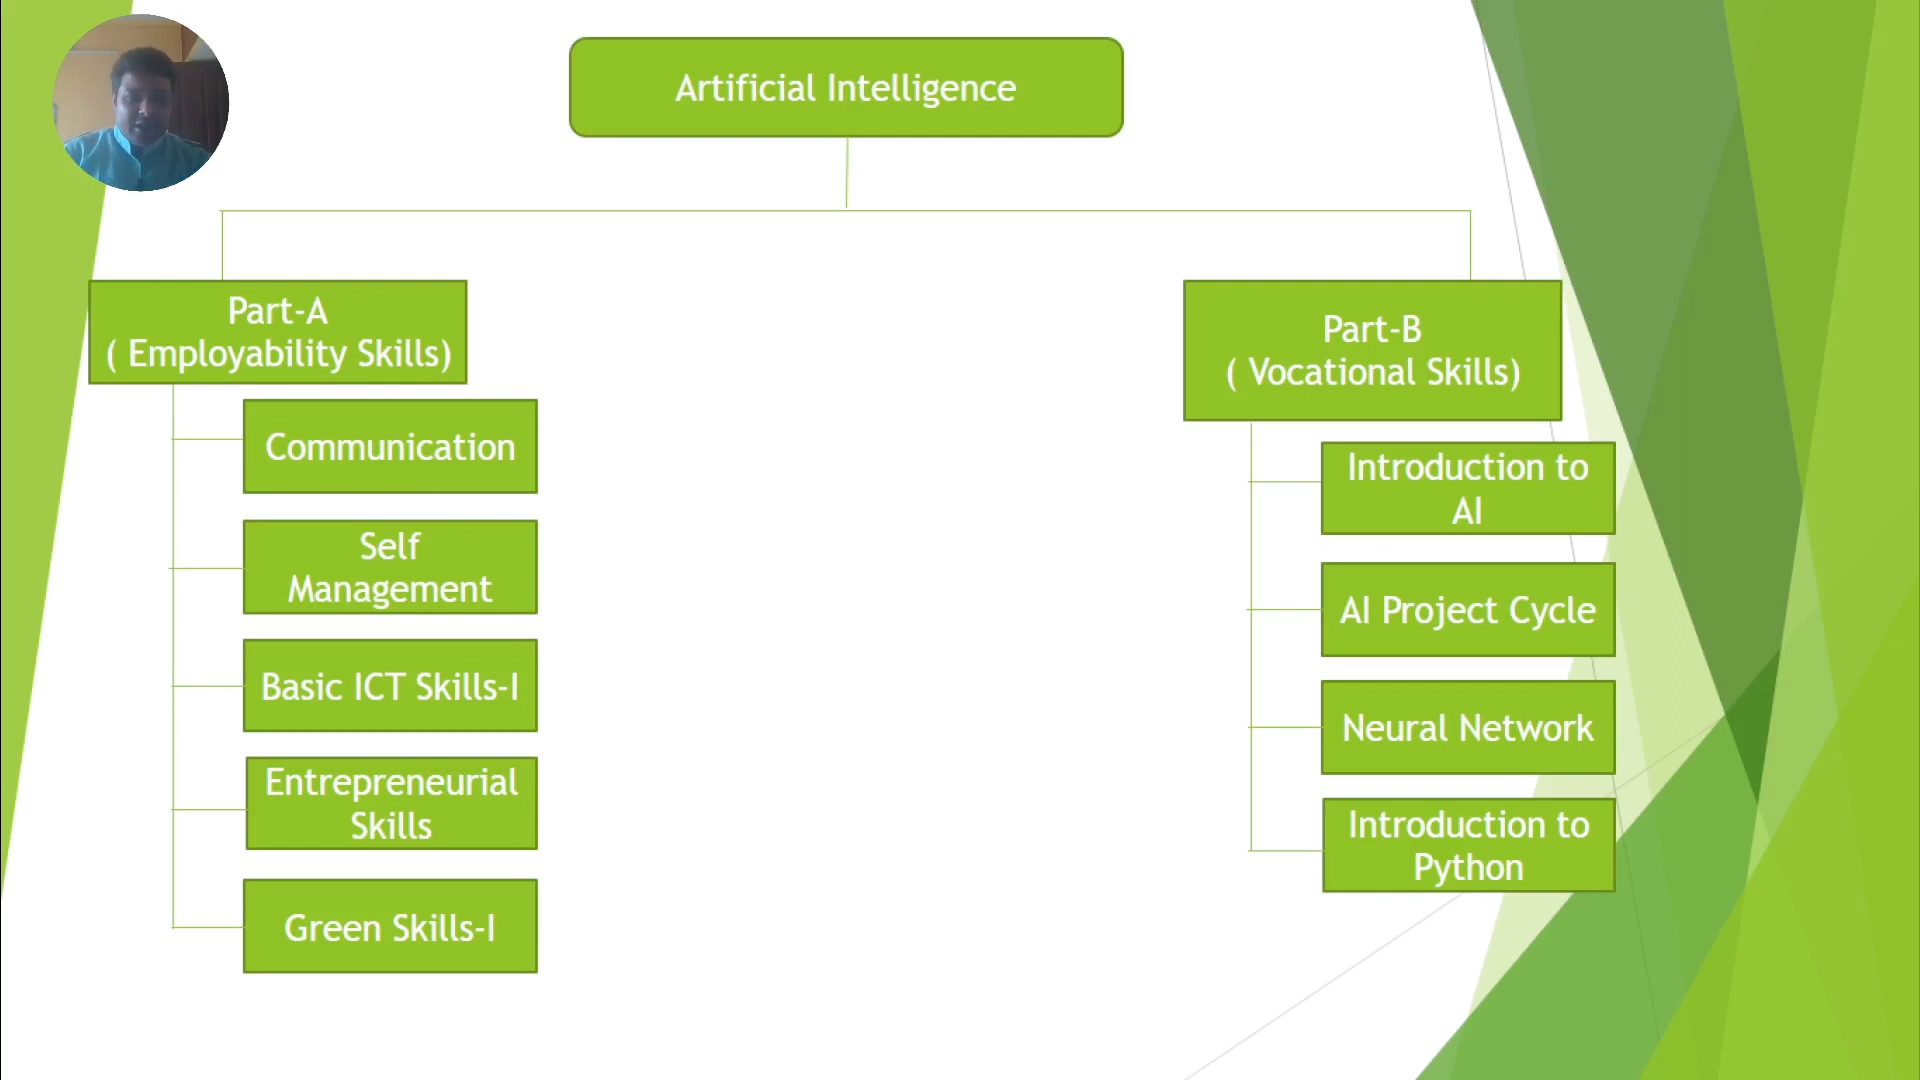 Artificial Intelligence
Part-A
( Employability Skills)
Communication
Self
Management
Basic ICT Skills-I
Entrepreneurial
Skills
Green Skills-I
Part-B
( Vocational Skills)
Introduction to
AI
AI Project Cycle
Neural Network
Introduction to
Python